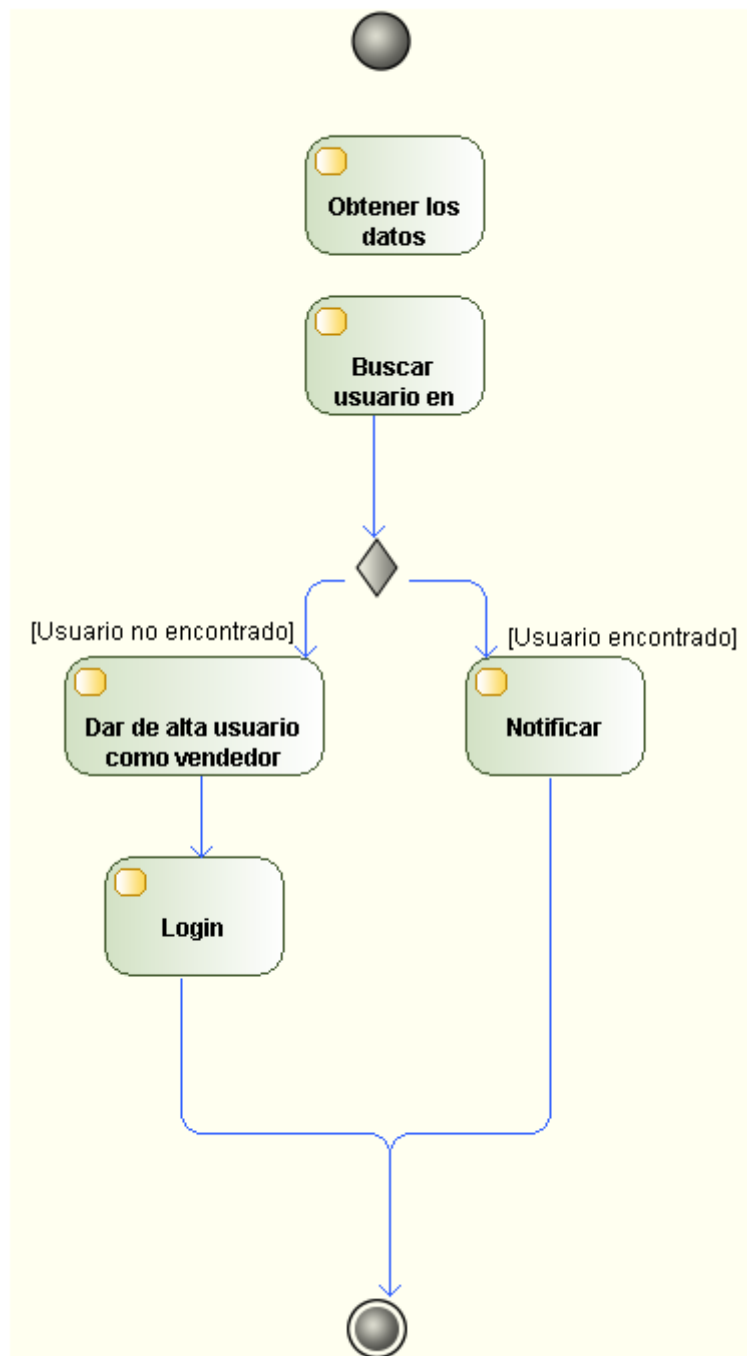 Obtener los
datos
Buscar
usuario en
[Usuario no encontrado]
[Usuario encontrado]
Dar de alta usuario
como vendedor
Notificar
Login